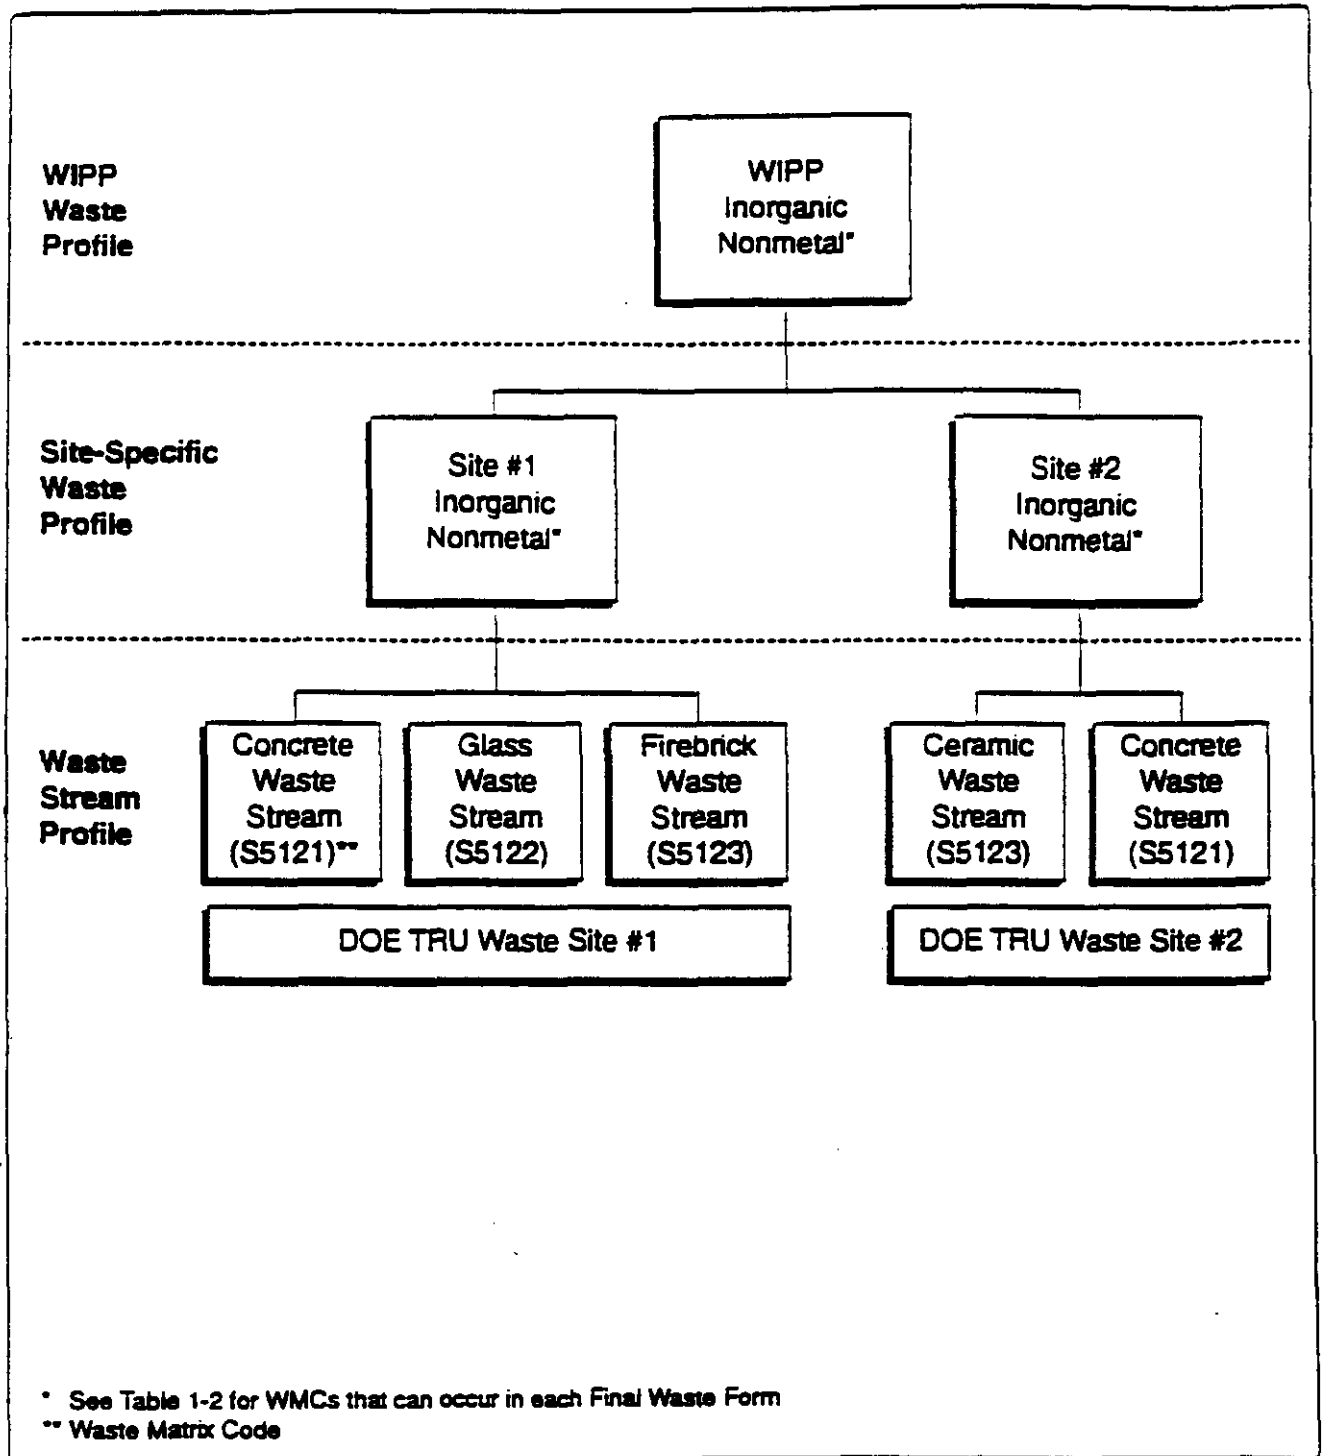 WIPP
Waste
Profile
WIPP
Inorganic
Nonmetal*
Site-Specific
Waste
Profile
Site #1
Inorganic
Nonmetal*
Site #2
Inorganic
Nonmetal*
Waste
Stream
Profile
Concrete
Waste
Stream
(S5121)**
Glass
Waste
Stream
(S5122)
Firebrick
Waste
Stream
(S5123)
Ceramic
Waste
Stream
(S5123)
Concrete
Waste
Stream
(S5121)
DOE TRU Waste Site #1
DOE TRU Waste Site #2
* See Table 1-2 for WMCs that can occur in each Final Waste Form
** Waste Matrix Code